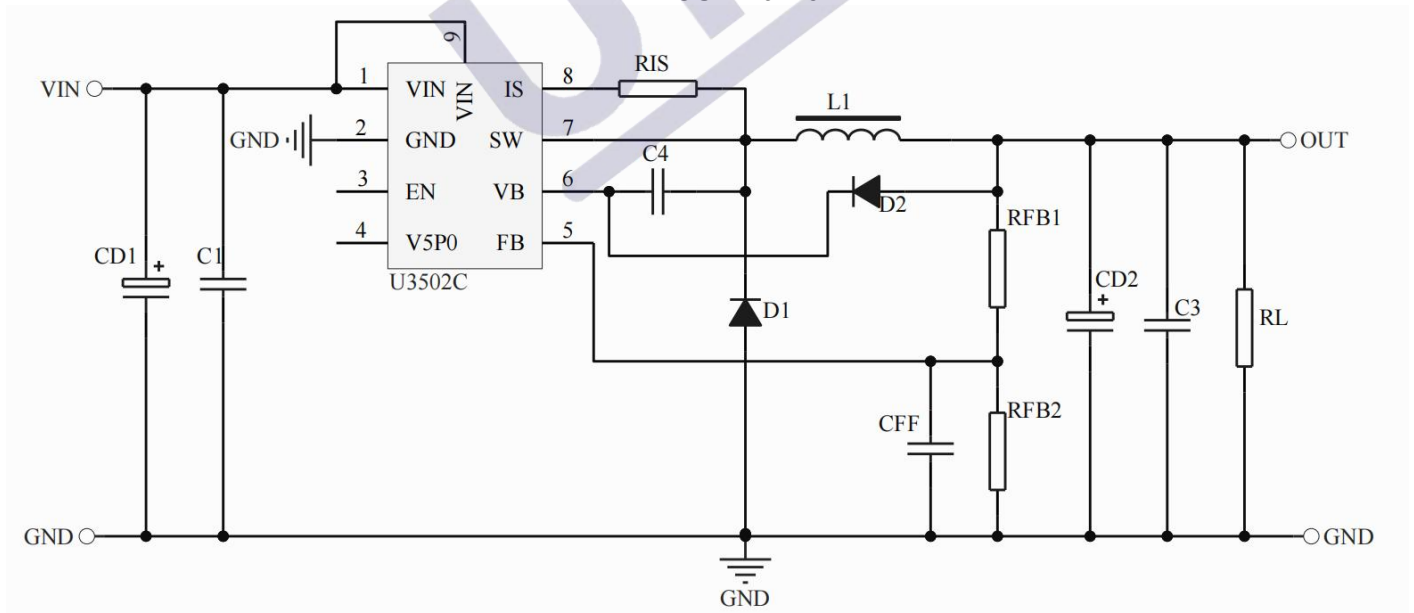 9
RIS
1
8
L1
VIN
VIN
VIN
IS
2
7
GND
GND
SW
OUT
C4
3
6
EN
VB
D2
RFB1
4
5
V5P0
FB
CD1
+
C1
U3502C
CD2
+
C3
D1
RL
RFB2
CFF
GND
GND
GND